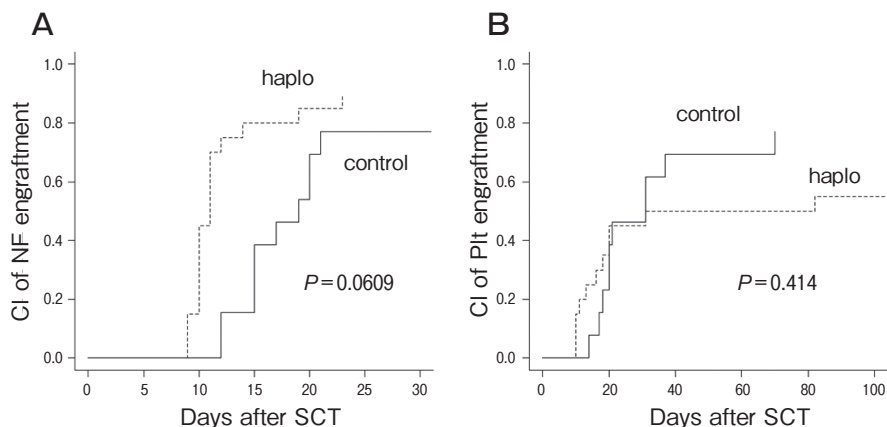 A
CI of NF engraftment
1.0
0.8
0.6
0.4
0.2
0.0
haplo
control
P=0.0609
0 5 10 15 20 25 30
Days after SCT
B
CI of Plt engraftment
1.0
0.8
0.6
0.4
0.2
0.0
control
haplo
P=0.414
0 20 40 60 80 100
Days after SCT